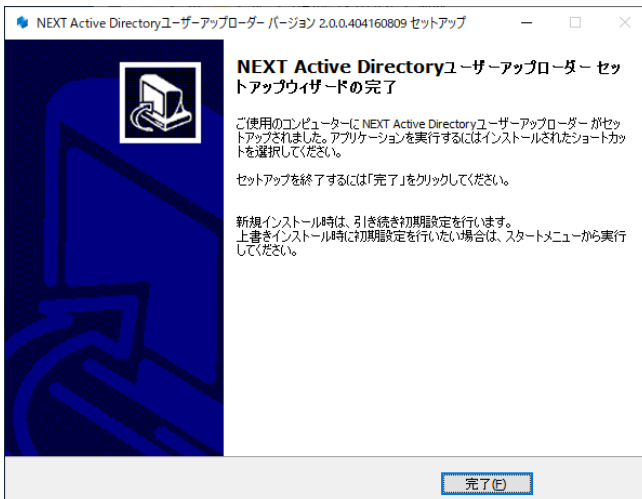 NEXT Active Directoryユーザーアップローダー バージョン 2.0.0.404160809 セットアップ
NEXT Active Directoryユーザーアップローダー セッ
トアップウィザードの完了
ご使用のコンピューターに NEXT Active Directoryユーザーアップローダー がセッ
トアップされました。アプリケーションを実行するにはインストールされたショートカッ
トを選択してください。
セットアップを終了するには「完了」をクリックしてください。
新規インストール時は、引き続き初期設定を行います。
上書きインストール時に初期設定を行いたい場合は、スタートメニューから実行
してください。
完了(F)